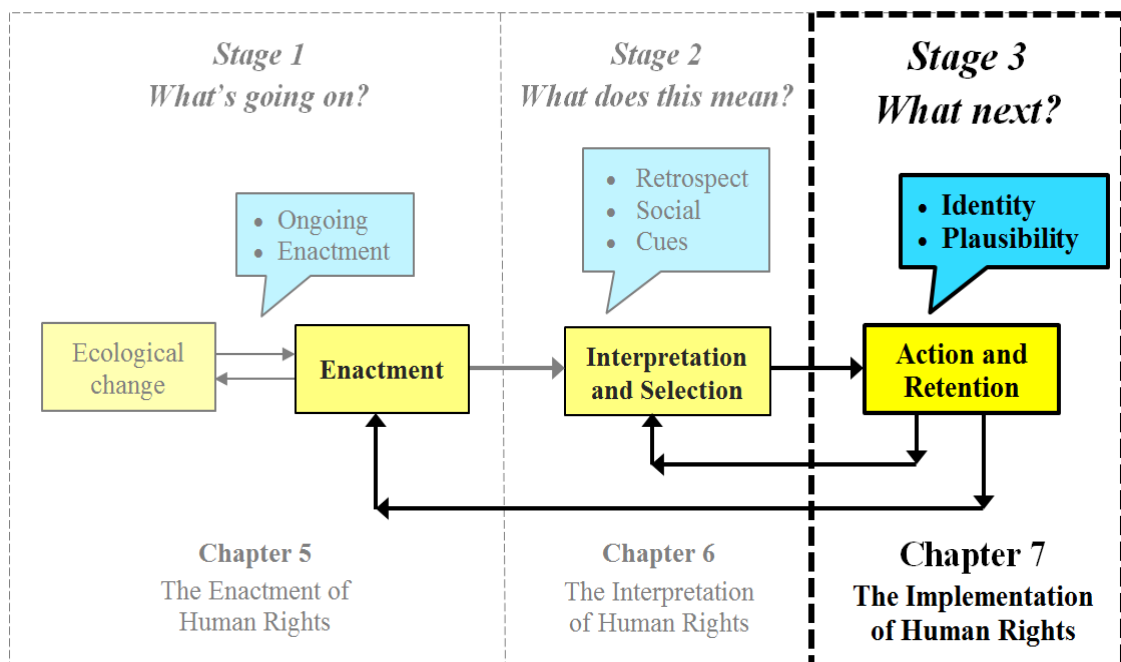 Stage 1
What's going on?
Stage 2
What does this mean?
Stage 3
What next?
• Ongoing
• Enactment
• Retrospect
• Social
• Cues
• Identity
• Plausibility
Ecological
change
Enactment
Interpretation
and Selection
Action and
Retention
Chapter 5
The Enactment of
Human Rights
Chapter 6
The Interpretation
of Human Rights
Chapter 7
The Implementation
of Human Rights